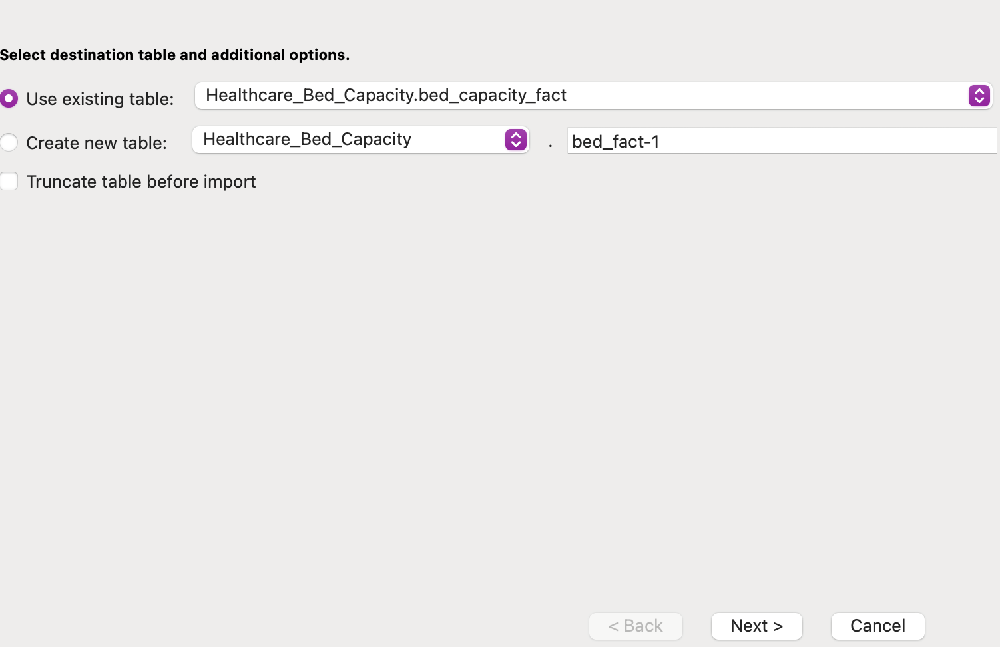 Select destination table and additional options.
Use existing table: Healthcare_Bed_Capacity.bed_capacity_fact
Create new table: Healthcare_Bed_Capacity . bed_fact-1
Truncate table before import
< Back Next > Cancel